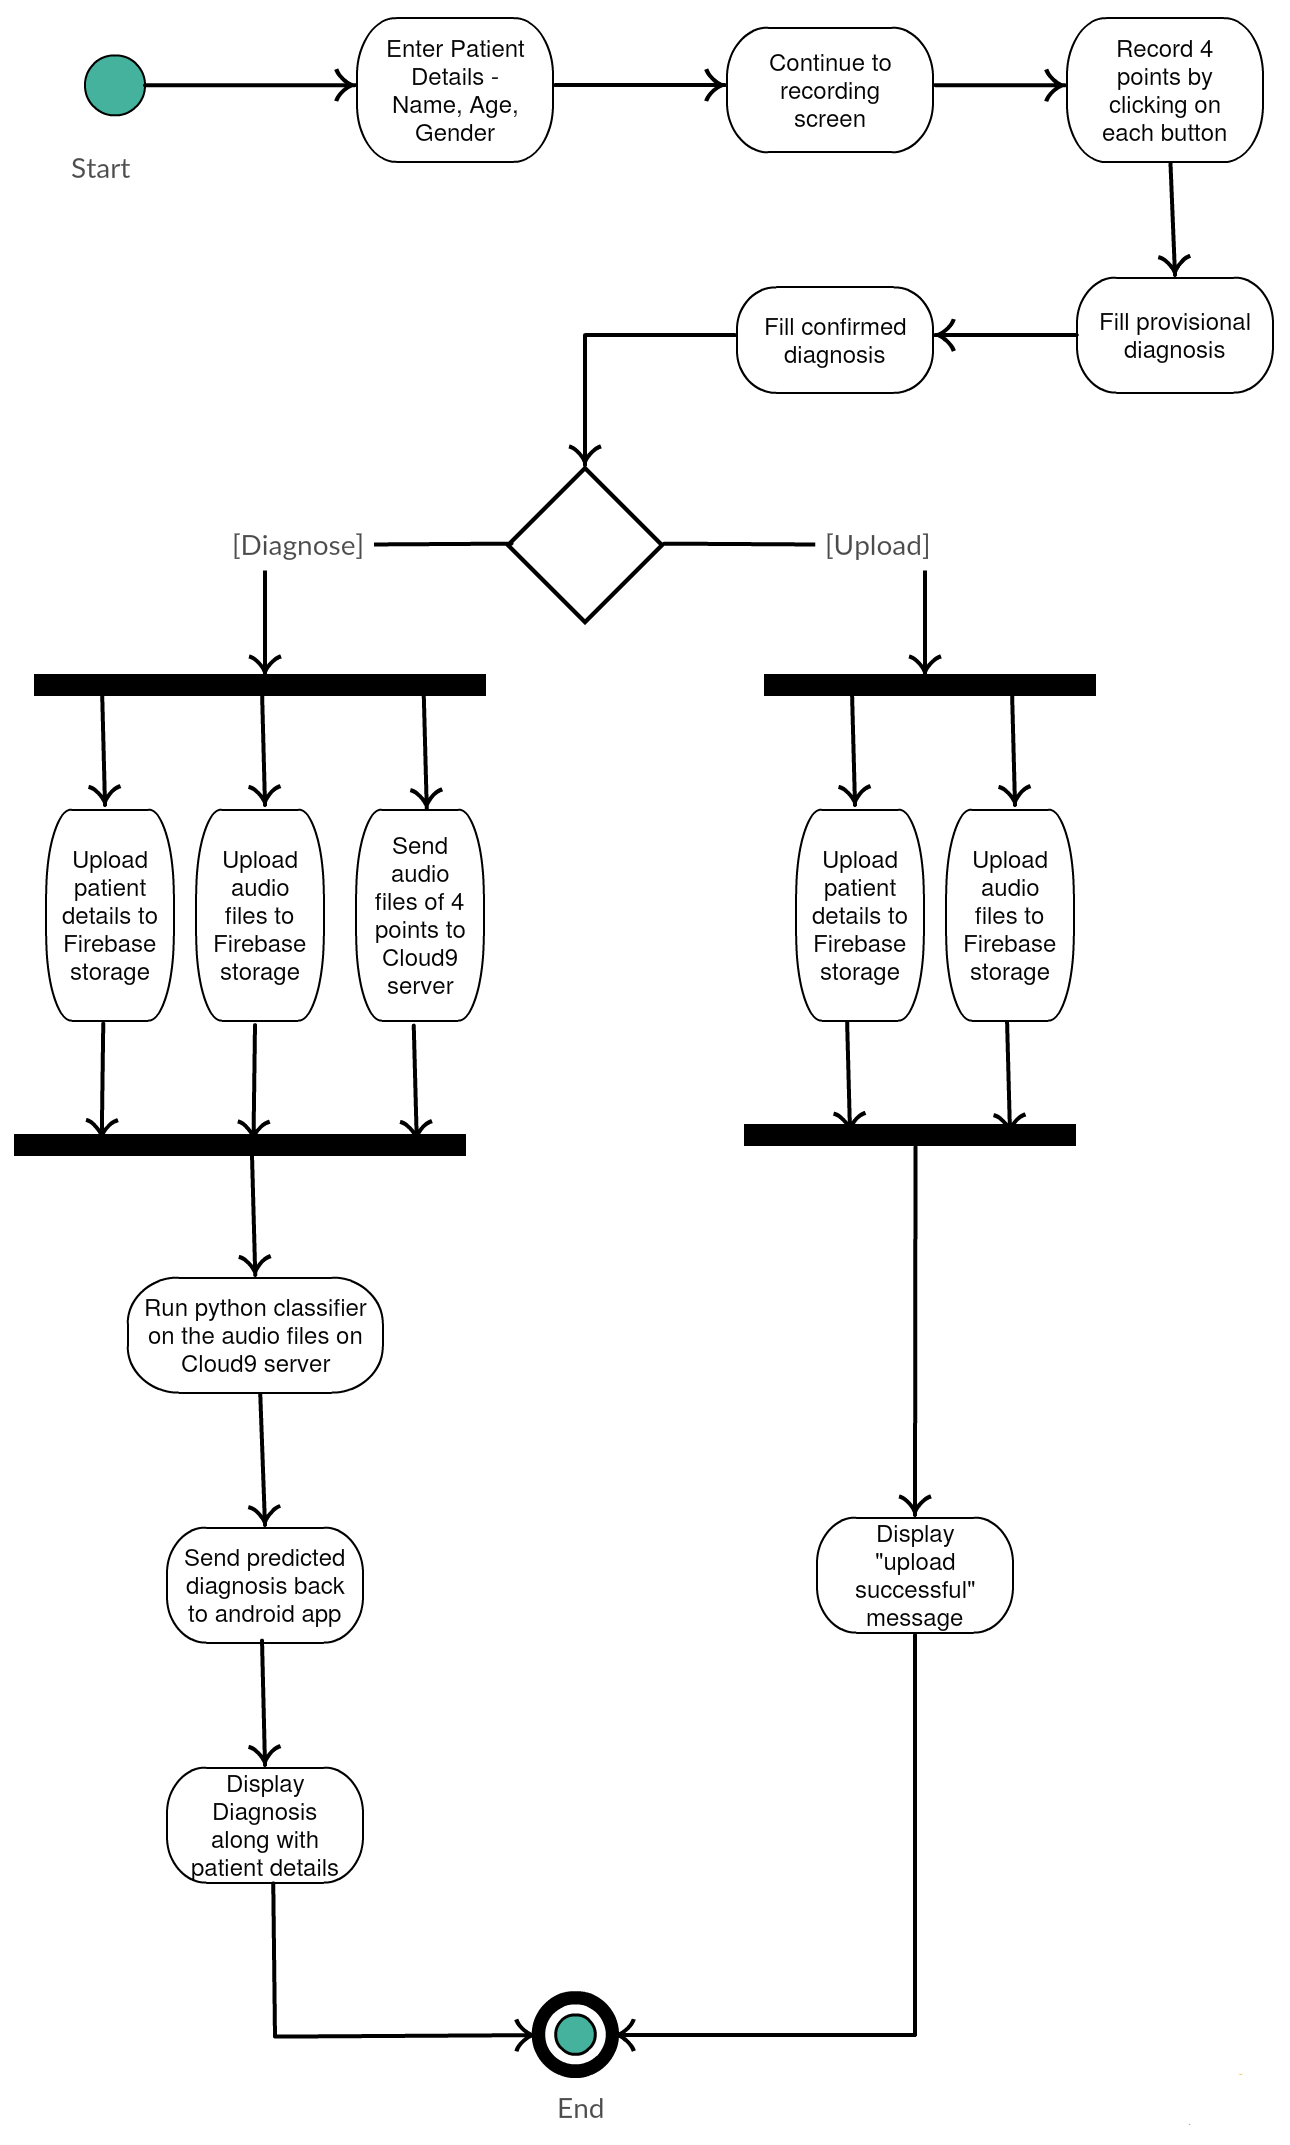 Start
Enter Patient
Details -
Name, Age,
Gender
Continue to
recording
screen
Record 4
points by
clicking on
each button
Fill provisional
diagnosis
Fill confirmed
diagnosis
[Diagnose]
[Upload]
Upload
patient
details to
Firebase
storage
Upload
audio
files to
Firebase
storage
Send
audio
files of 4
points to
Cloud9
server
Upload
patient
details to
Firebase
storage
Upload
audio
files to
Firebase
storage
Run python classifier
on the audio files on
Cloud9 server
Send predicted
diagnosis back
to android app
Display
"upload
successful"
message
Display
Diagnosis
along with
patient details
End